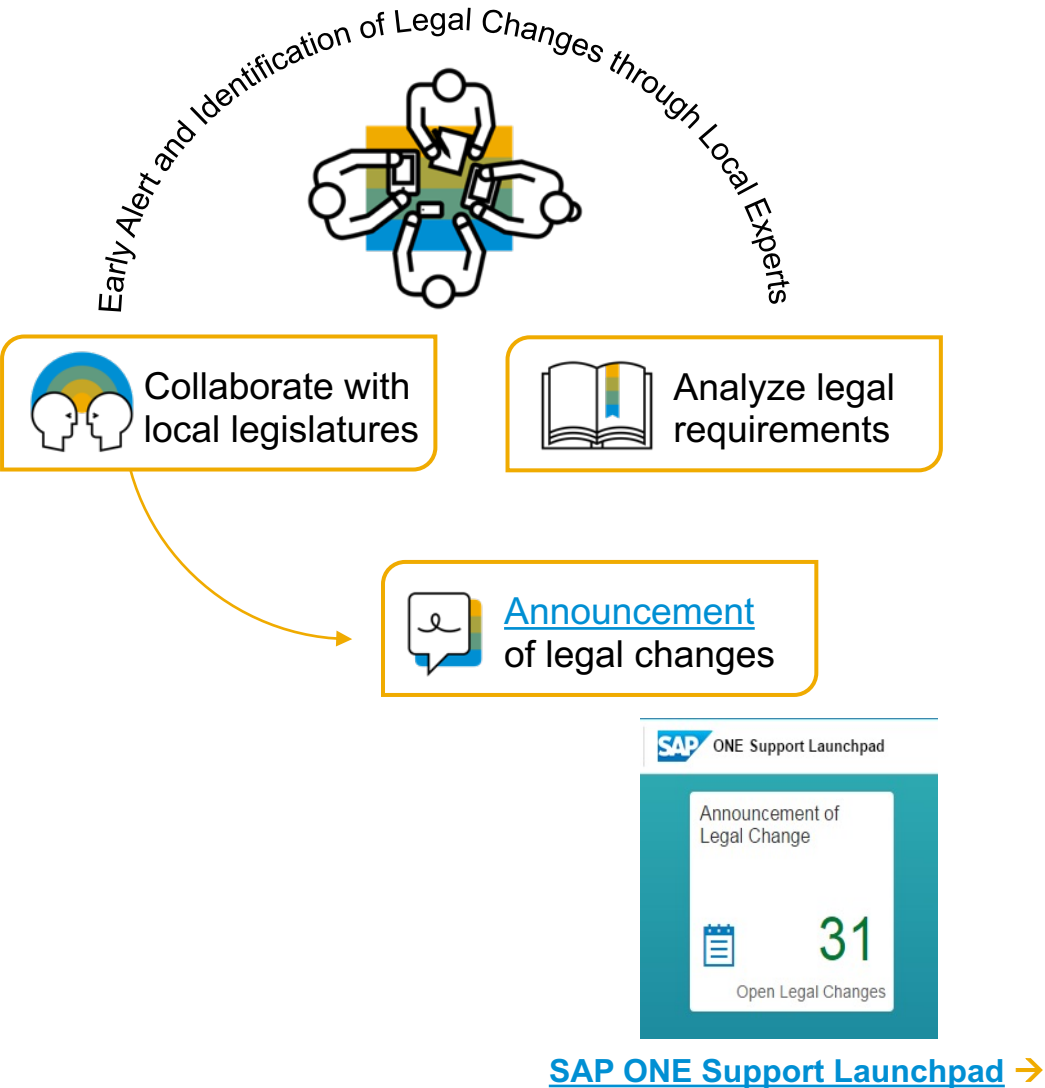 Early Alert and Identification of Legal Changes through Local Experts
Collaborate with
local legislatures
Analyze legal
requirements
Announcement
of legal changes
SAP ONE Support Launchpad
Announcement of
Legal Change
31
Open Legal Changes
SAP ONE Support Launchpad →